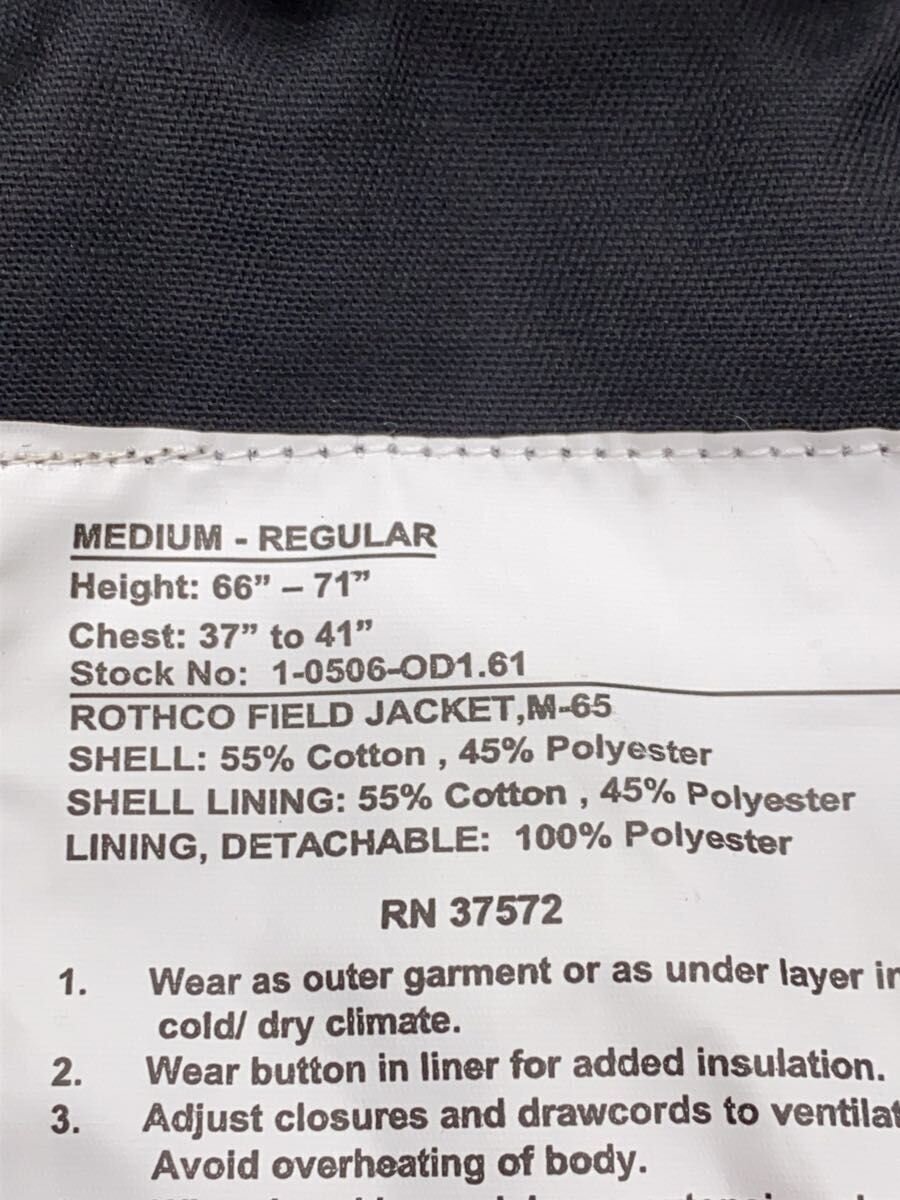 MEDIUM - REGULAR
Height: 66” – 71”
Chest: 37” to 41”
Stock No: 1-0506-OD1.61
ROTHCO FIELD JACKET,M-65
SHELL: 55% Cotton , 45% Polyester
SHELL LINING: 55% Cotton , 45% Polyester
LINING, DETACHABLE: 100% Polyester
RN 37572
1. Wear as outer garment or as under layer in
cold/ dry climate.
2. Wear button in liner for added insulation.
3. Adjust closures and drawcords to ventilat
Avoid overheating of body.